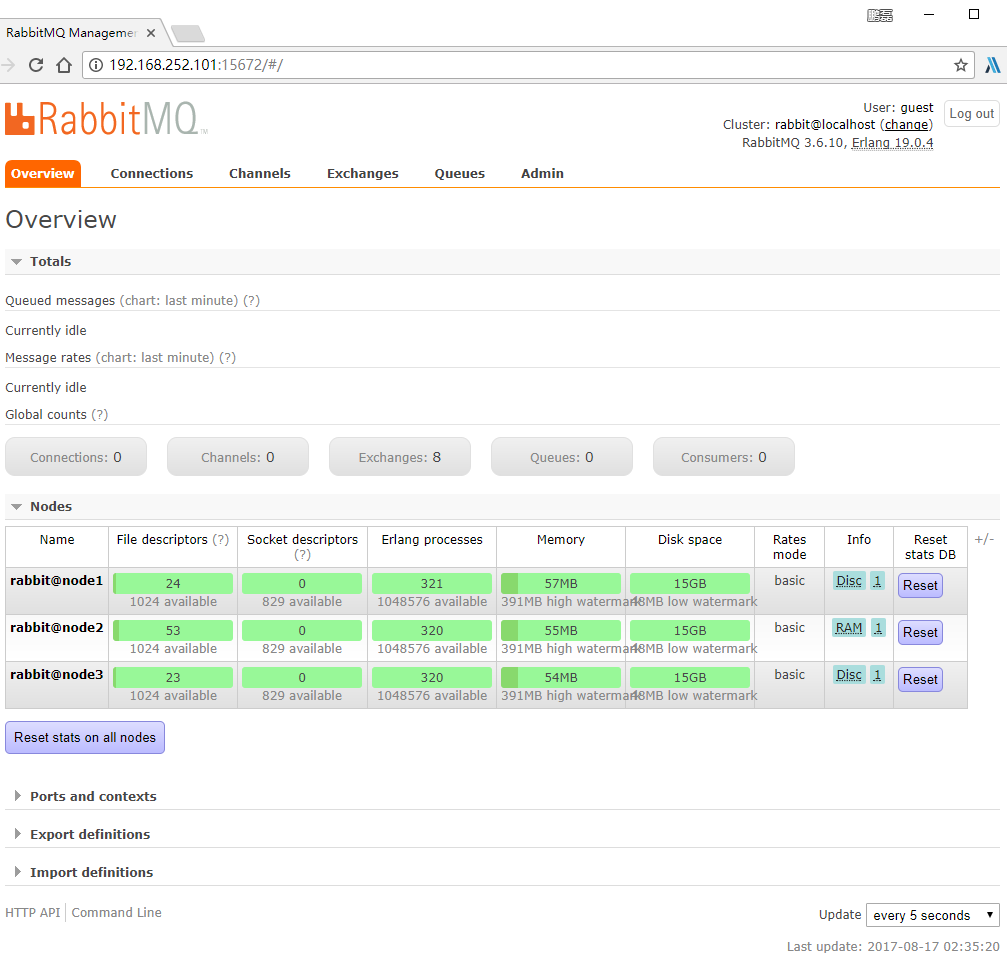 鹏磊
RabbitMQ Managemen
192.168.252.101:15672/#/
RabbitMQ TM
User: guest
Cluster: rabbit@localhost (change)
RabbitMQ 3.6.10, Erlang 19.0.4
Log out
Overview Connections Channels Exchanges Queues Admin
Overview
Totals
Queued messages (chart: last minute) (?)
Currently idle
Message rates (chart: last minute) (?)
Currently idle
Global counts (?)
Connections: 0 Channels: 0 Exchanges: 8 Queues: 0 Consumers: 0
Nodes
Name File descriptors (?) Socket descriptors (?) Erlang processes Memory Disk space Rates mode Info Reset stats DB +/-
rabbit@node1 24 0 321 57MB 15GB basic Disc 1 Reset
1024 available 829 available 1048576 available 391MB high watermark 48MB low watermark
rabbit@node2 53 0 320 55MB 15GB basic RAM 1 Reset
1024 available 829 available 1048576 available 391MB high watermark 48MB low watermark
rabbit@node3 23 0 320 54MB 15GB basic Disc 1 Reset
1024 available 829 available 1048576 available 391MB high watermark 48MB low watermark
Reset stats on all nodes
Ports and contexts
Export definitions
Import definitions
HTTP API Command Line
Update every 5 seconds
Last update: 2017-08-17 02:35:20